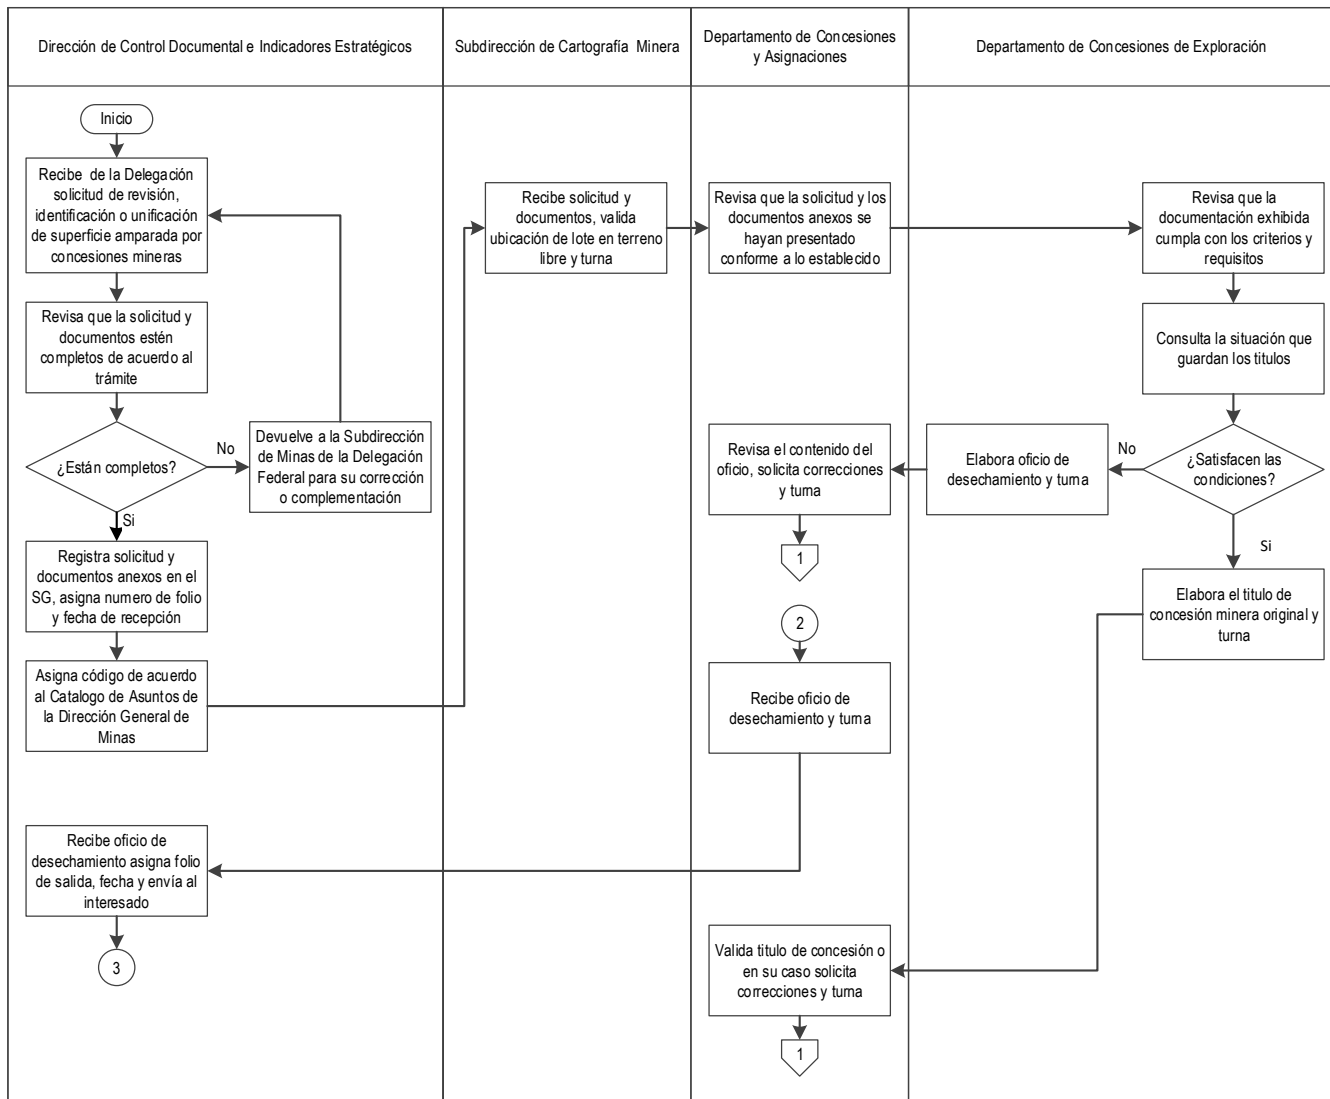 Dirección de Control Documental e Indicadores Estratégicos
Subdirección de Cartografía Minera
Departamento de Concesiones
y Asignaciones
Departamento de Concesiones de Exploración
Inicio
Recibe de la Delegación
solicitud de revisión,
identificación o unificación
de superficie amparada por
concesiones mineras
Revisa que la solicitud y
documentos estén
completos de acuerdo al
trámite
¿Están completos?
No
Devuelve a la Subdirección
de Minas de la Delegación
Federal para su corrección
o complementación
Si
Registra solicitud y
documentos anexos en el
SG, asigna numero de folio
y fecha de recepción
Asigna código de acuerdo
al Catalogo de Asuntos de
la Dirección General de
Minas
Recibe solicitud y
documentos, valida
ubicación de lote en terreno
libre y turna
Revisa que la solicitud y los
documentos anexos se
hayan presentado
conforme a lo establecido
Revisa que la
documentación exhibida
cumpla con los criterios y
requisitos
Consulta la situación que
guardan los titulos
¿Satisfacen las
condiciones?
No
Elabora oficio de
desechamiento y turna
Revisa el contenido del
oficio, solicita correcciones
y turna
1
Si
Elabora el titulo de
concesión minera original y
turna
2
Recibe oficio de
desechamiento y turna
Recibe oficio de
desechamiento asigna folio
de salida, fecha y envía al
interesado
3
Valida titulo de concesión o
en su caso solicita
correcciones y turna
1